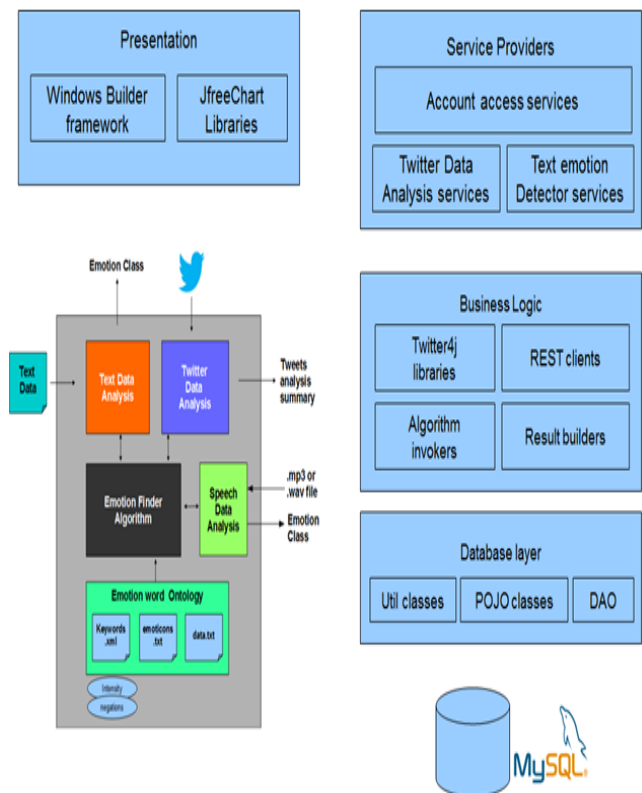 Presentation
Windows Builder
framework
JfreeChart
Libraries
Service Providers
Account access services
Twitter Data
Analysis services
Text emotion
Detector services
Emotion Class
Text
Data
Text Data
Analysis
Twitter
Data
Analysis
Tweets
analysis
summary
Emotion Finder
Algorithm
Speech
Data
Analysis
.mp3 or
.wav file
Emotion
Class
Emotion word Ontology
Keywords
.xml
emoticons
.txt
data.txt
Intensity
negations
Business Logic
Twitter4j
libraries
REST clients
Algorithm
invokers
Result builders
Database layer
Util classes
POJO classes
DAO
MySQL®